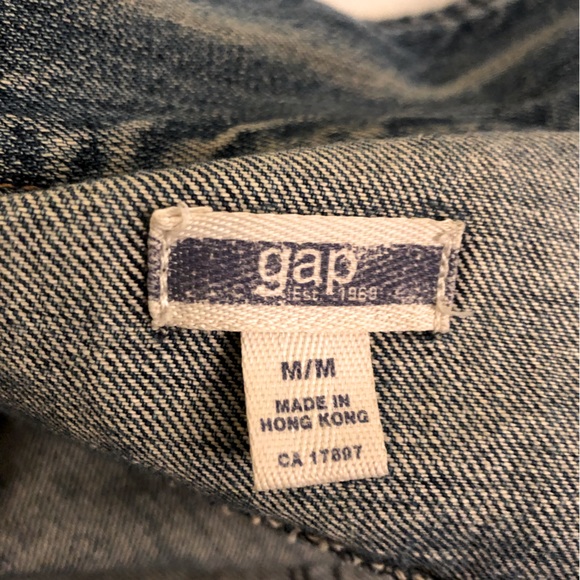 gap
Est. 1969
M/M
MADE IN
HONG KONG
CA 17897